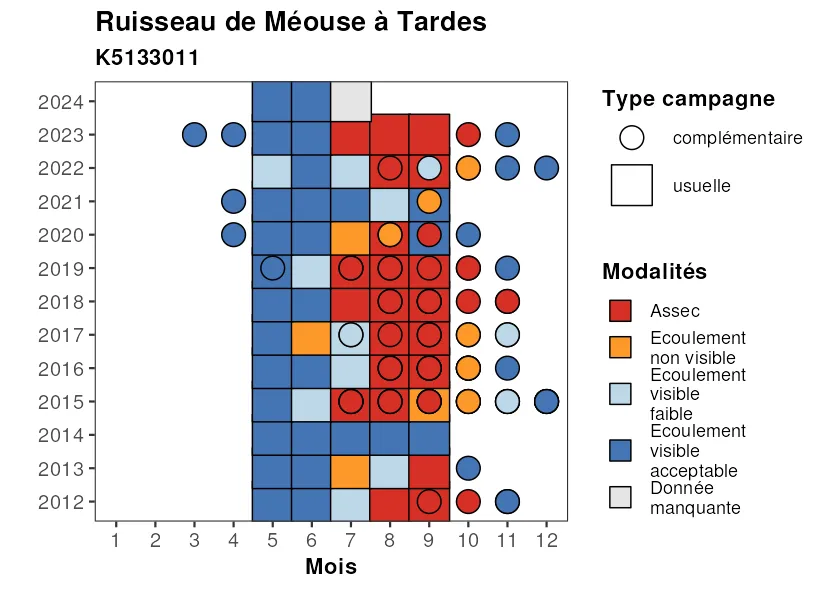 Ruisseau de Méouse à Tardes
K5133011
2024
2023
2022
2021
2020
2019
2018
2017
2016
2015
2014
2013
2012
1 2 3 4 5 6 7 8 9 10 11 12
Mois
Type campagne
complémentaire
usuelle
Modalités
Assec
Ecoulement
non visible
Ecoulement
visible
faible
Ecoulement
visible
acceptable
Donnée
manquante